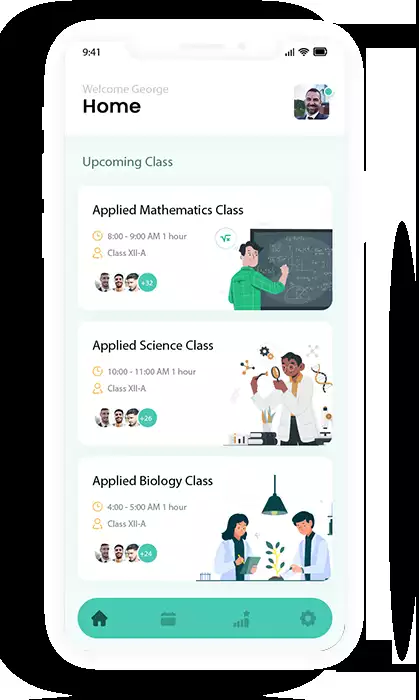 9:41
Welcome George
Home
Upcoming Class
Applied Mathematics Class
8:00 - 9:00 AM 1 hour
Class XII-A
+32
√x
Applied Science Class
10:00 - 11:00 AM 1 hour
Class XII-A
+26
Applied Biology Class
4:00 - 5:00 AM 1 hour
Class XII-A
+24